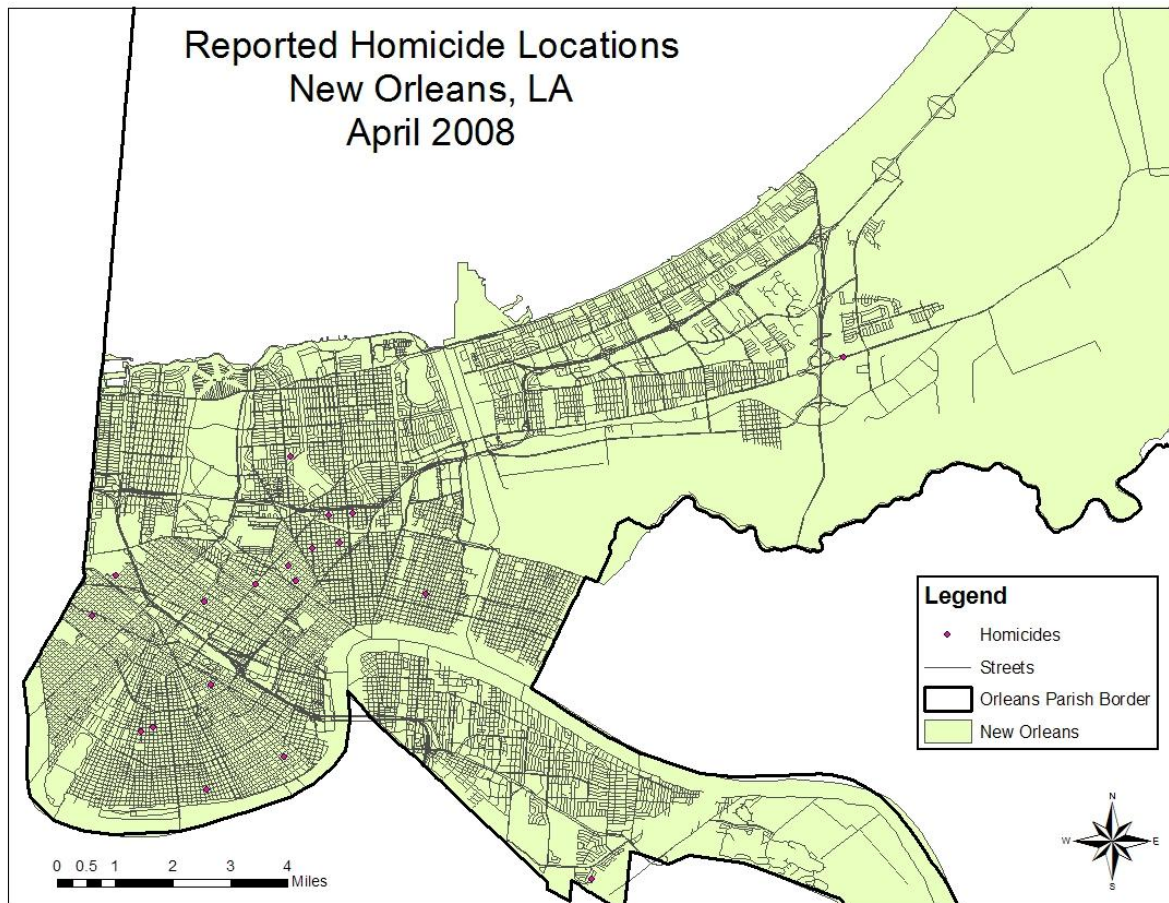 Reported Homicide Locations
New Orleans, LA
April 2008
Legend
Homicides
Streets
Orleans Parish Border
New Orleans
N
W E
S
0 0.5 1 2 3 4
Miles